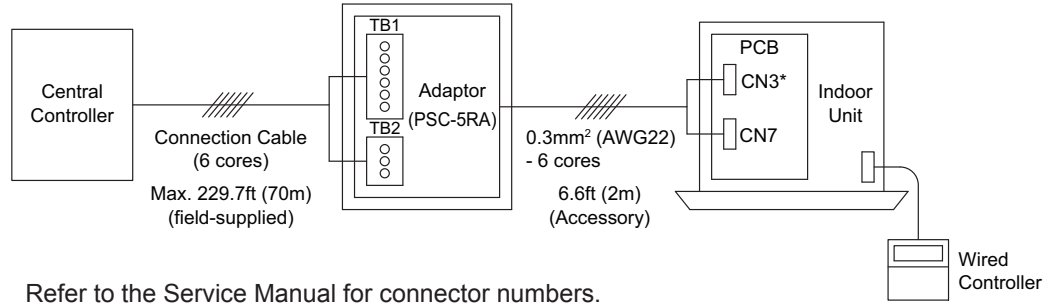 Central
Controller
Connection Cable
(6 cores)
Max. 229.7ft (70m)
(field-supplied)
TB1
TB2
Adaptor
(PSC-5RA)
0.3mm² (AWG22)
- 6 cores
6.6ft (2m)
(Accessory)
PCB
CN3*
CN7
Indoor
Unit
Wired
Controller
Refer to the Service Manual for connector numbers.